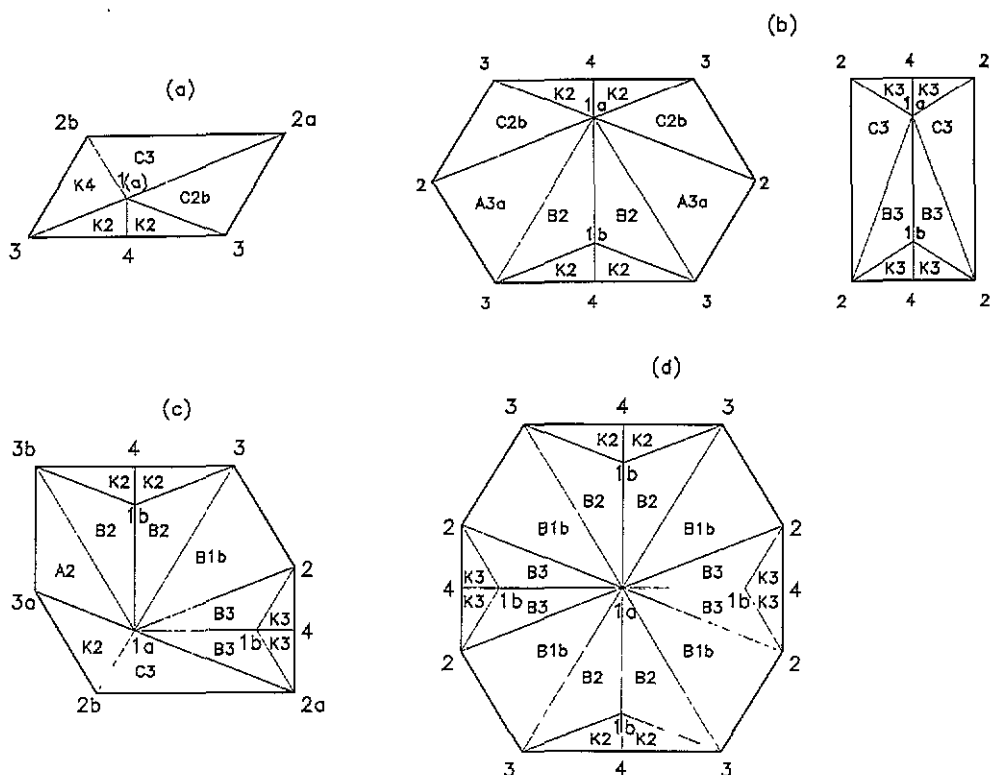 (b)
3 4 3 2 4 2
(a)
K2 K2 K3 K3
1a 1a
2b 2a
C2b C2b C3 C3
C3
1(a)
K4 C2b
2 2
A3a B2 B2 A3a
K2 K2 B3 B3
3 4 3
1b 1b
K2 K2 K3 K3
3 4 3 2 4 2
(d)
(c)
3 4 3
3b 4 3
K2 K2
K2 K2
1b
1b
B2 B2
B2 B2
2 B1b B1b 2
B1b
A2 2
K3 B3 B3 K3
4 4
3a B3 K3
K3 1b B3 1a B3 1b K3
4
1a B3 1b K3
K2 C3
2 B1b B1b 2
B2 B2
2b 2a
1b
K2 K2
3 4 3